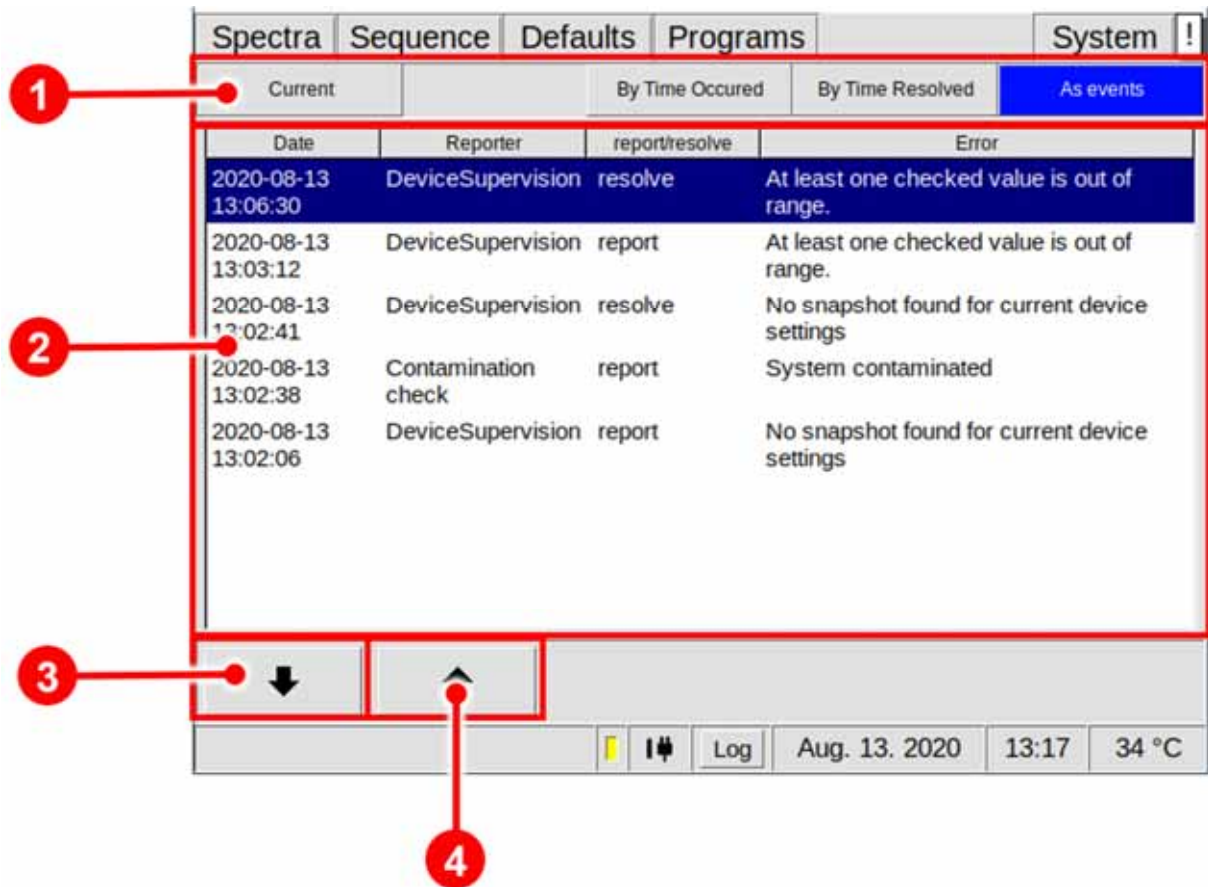 Spectra Sequence Defaults Programs System !
1 Current By Time Occured By Time Resolved As events
Date Reporter report/resolve Error
2020-08-13 DeviceSupervision resolve At least one checked value is out of
13:06:30 range.
2020-08-13 DeviceSupervision report At least one checked value is out of
13:03:12 range.
2020-08-13 DeviceSupervision resolve No snapshot found for current device
13:02:41 settings
2
2020-08-13 Contamination report System contaminated
13:02:38 check
2020-08-13 DeviceSupervision report No snapshot found for current device
13:02:06 settings
3
Log Aug. 13. 2020 13:17 34 °C
4